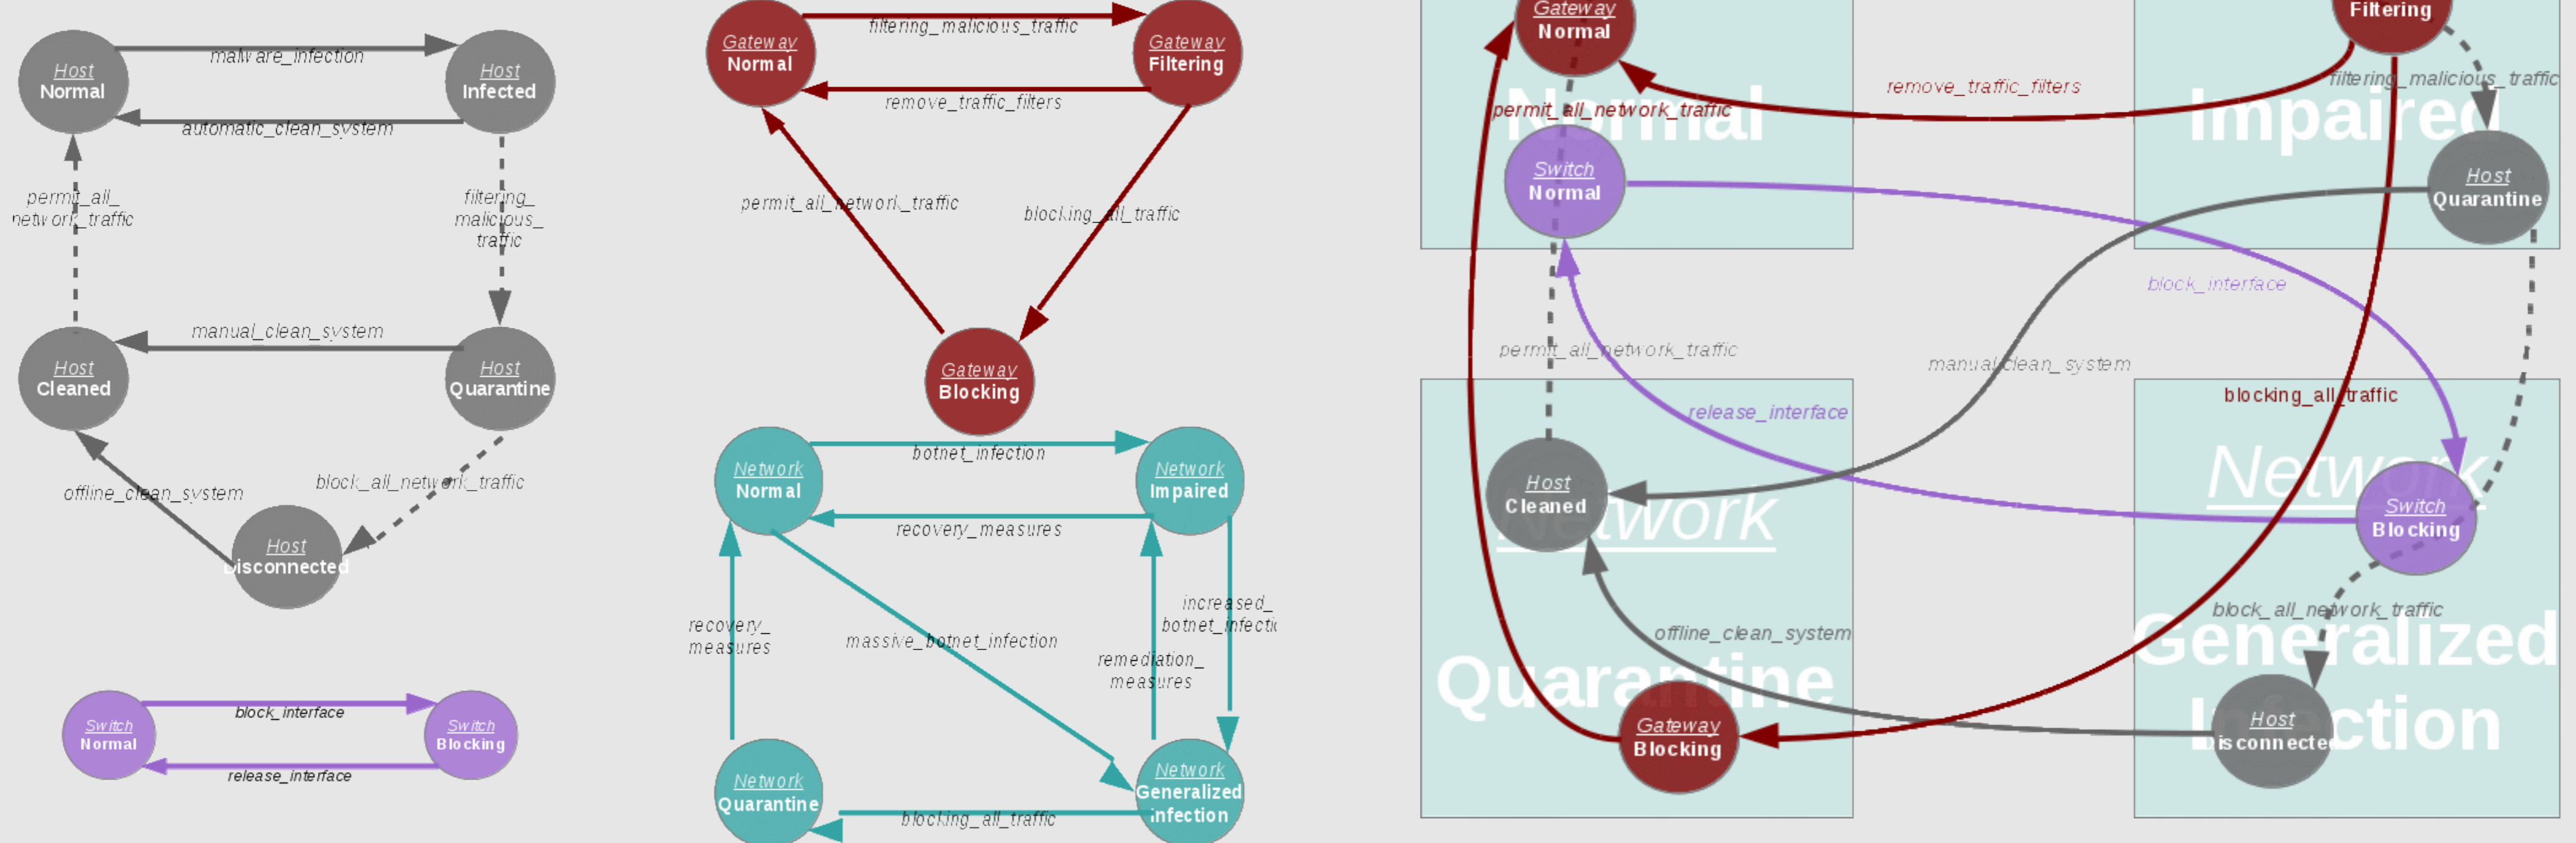 Host
Normal
malware_infection
Host
Infected
automatic_clean_system
permit_all_
network_traffic
filtering_
malicious_
traffic
manual_clean_system
Host
Cleaned
Host
Quarantine
offline_clean_system
block_all_network_traffic
Host
Disconnected
Switch
Normal
block_interface
Switch
Blocking
release_interface
Gateway
Normal
filtering_malicious_traffic
Gateway
Filtering
remove_traffic_filters
permit_all_network_traffic
blocking_all_traffic
Gateway
Blocking
Network
Normal
botnet_infection
Network
Impaired
recovery_measures
recovery_
measures
massive_botnet_infection
increased_
botnet_infectic
remediation_
measures
Network
Quarantine
blocking_all_traffic
Network
Generalized
infection
Gateway
Normal
Filtering
remove_traffic_filters
filtering_malicious_traffic
permit_all_network_traffic
Normal
Impaired
Switch
Normal
Host
Quarantine
block_interface
permit_all_network_traffic
manual_clean_system
release_interface
blocking_all_traffic
Host
Cleaned
Network
Network
Switch
Blocking
offline_clean_system
block_all_network_traffic
Quarantine
Generalized
Infection
Gateway
Blocking
Host
Disconnected